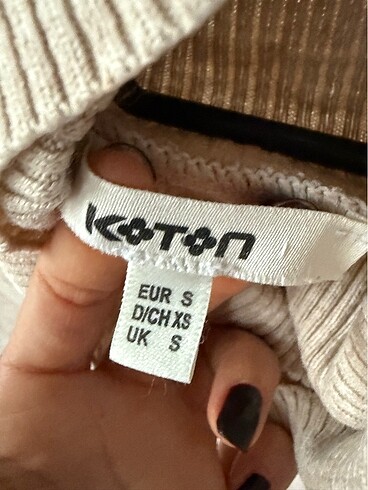 KOTON
EUR S
D/CH XS
UK S